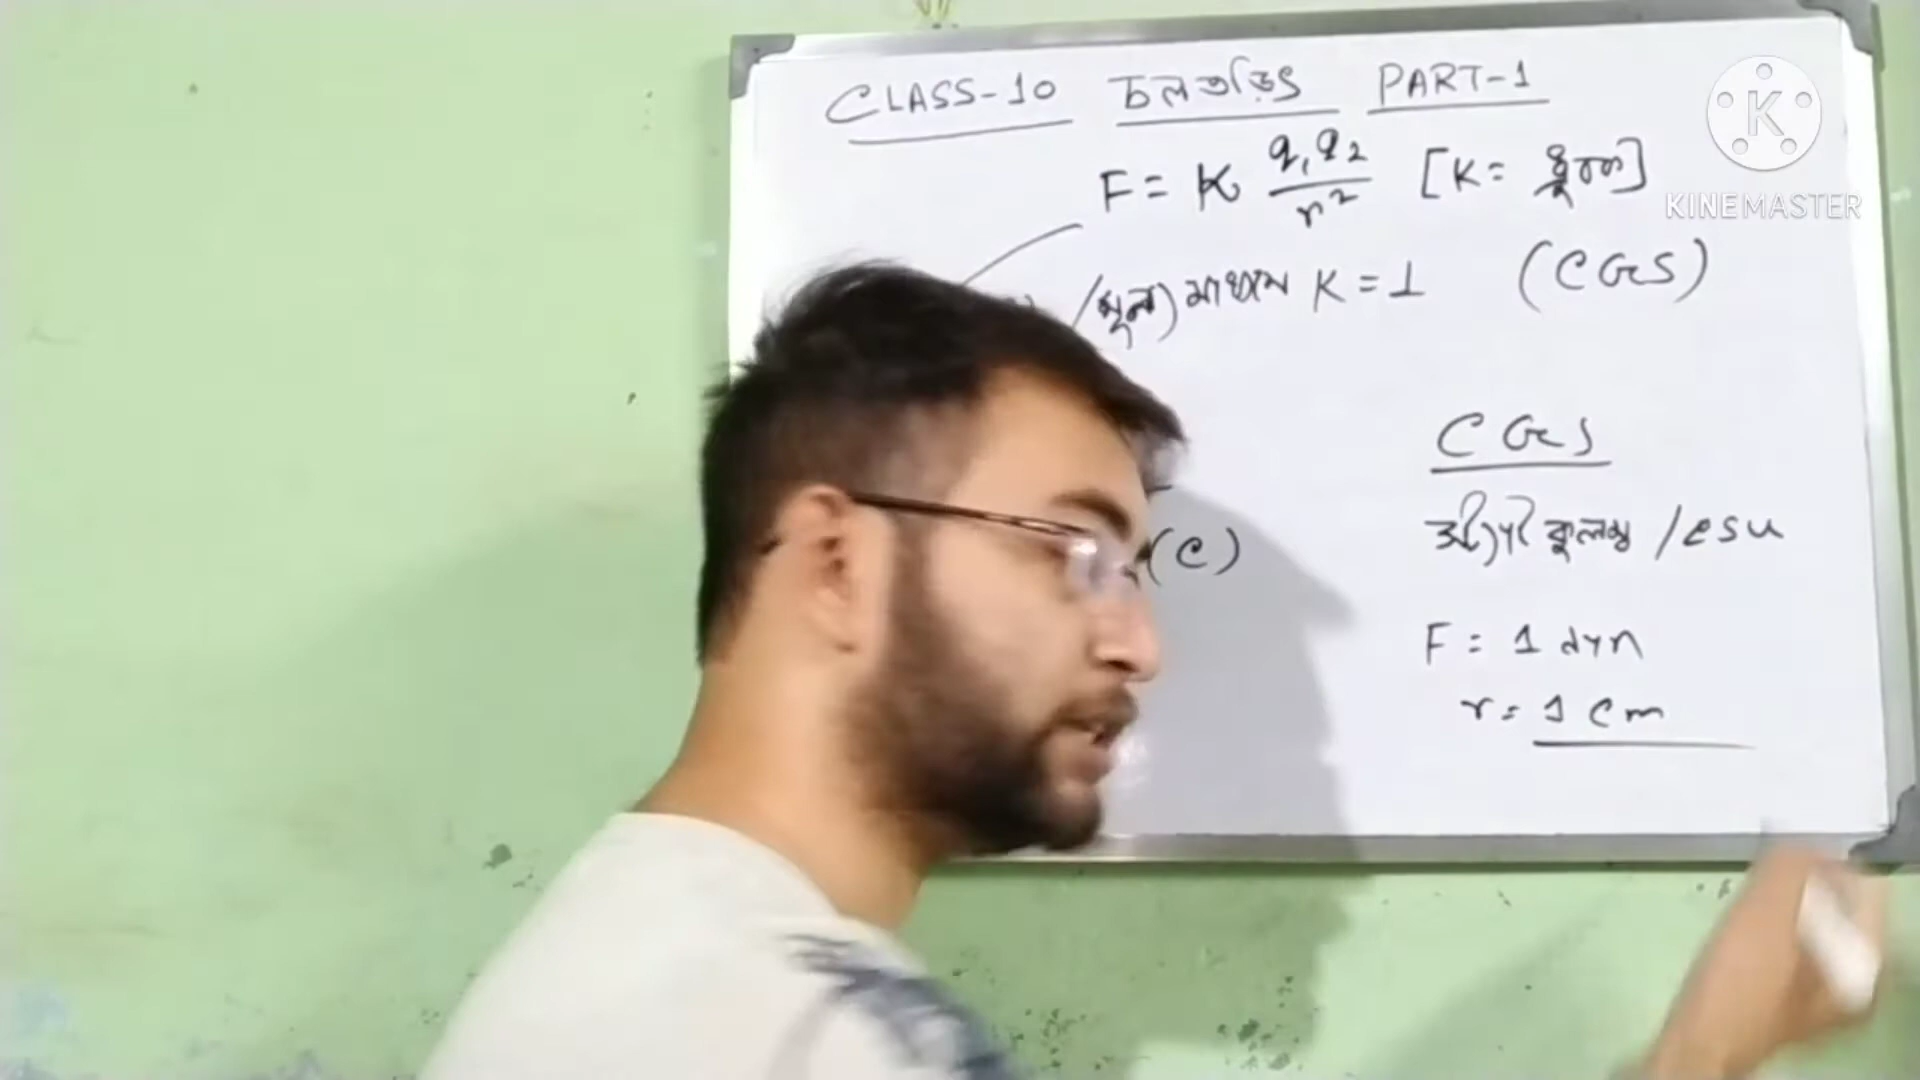 CLASS-10 চলতড়িৎ PART-1
F = K q₁q₂/r² [K = ধ্রুবক]
K
KINEMASTER
/শূন্য) মাধ্যমে K = 1 (CGS)
CGS
(C)
স্ট্যাট কুলম্ব /esu
F = 1 dyn
r = 1 cm